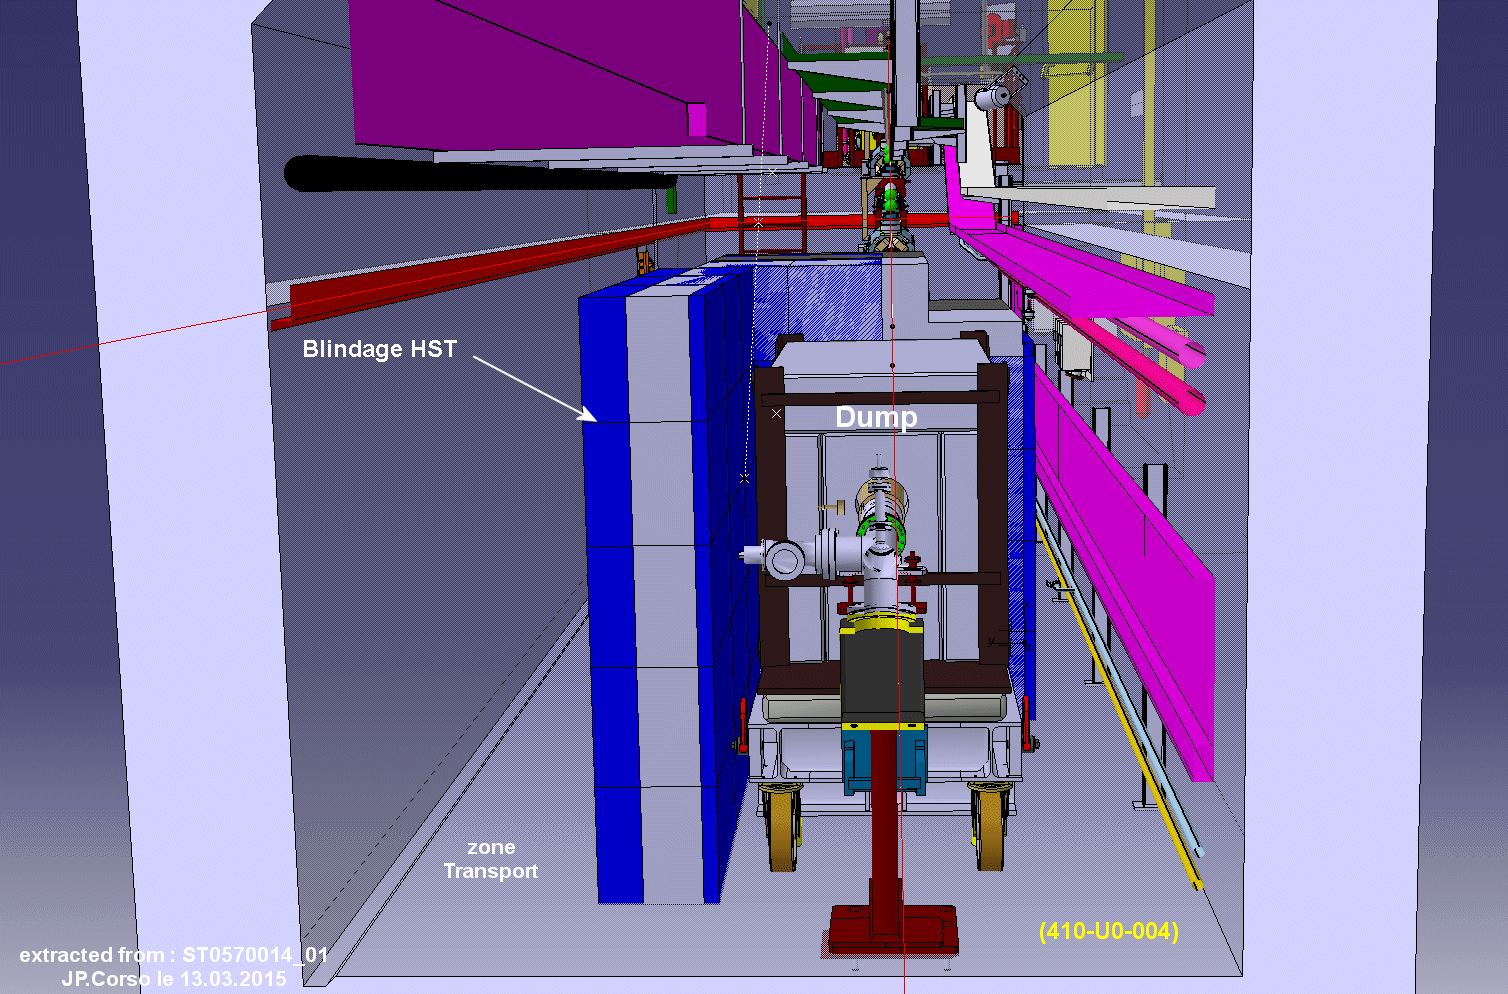 Blindage HST
Dump
zone
Transport
(410-U0-004)
extracted from : ST0570014_01
JP.Corso le 13.03.2015